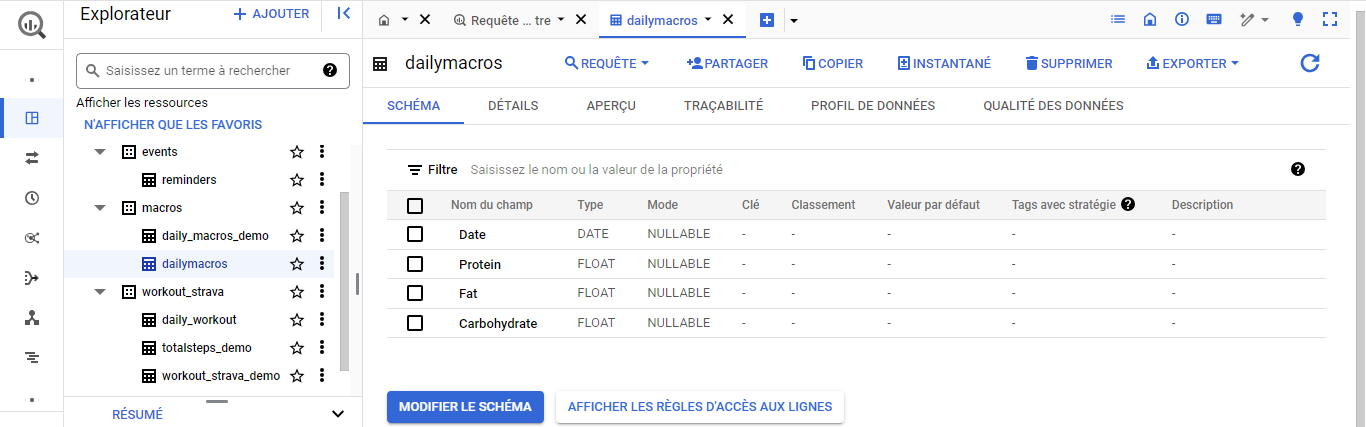 Explorateur
AJOUTER
Requête ... tre
dailymacros
Saisissez un terme à rechercher
Afficher les ressources
N'AFFICHER QUE LES FAVORIS
events
reminders
macros
daily_macros_demo
dailymacros
workout_strava
daily_workout
totalsteps_demo
workout_strava_demo
RÉSUMÉ
dailymacros
REQUÊTE PARTAGER COPIER INSTANTANÉ SUPPRIMER EXPORTER
SCHÉMA DÉTAILS APERÇU TRAÇABILITÉ PROFIL DE DONNÉES QUALITÉ DES DONNÉES
Filtre Saisissez le nom ou la valeur de la propriété
Nom du champ Type Mode Clé Classement Valeur par défaut Tags avec stratégie Description
Date DATE NULLABLE - - - - -
Protein FLOAT NULLABLE - - - - -
Fat FLOAT NULLABLE - - - - -
Carbohydrate FLOAT NULLABLE - - - - -
MODIFIER LE SCHÉMA AFFICHER LES RÈGLES D'ACCÈS AUX LIGNES